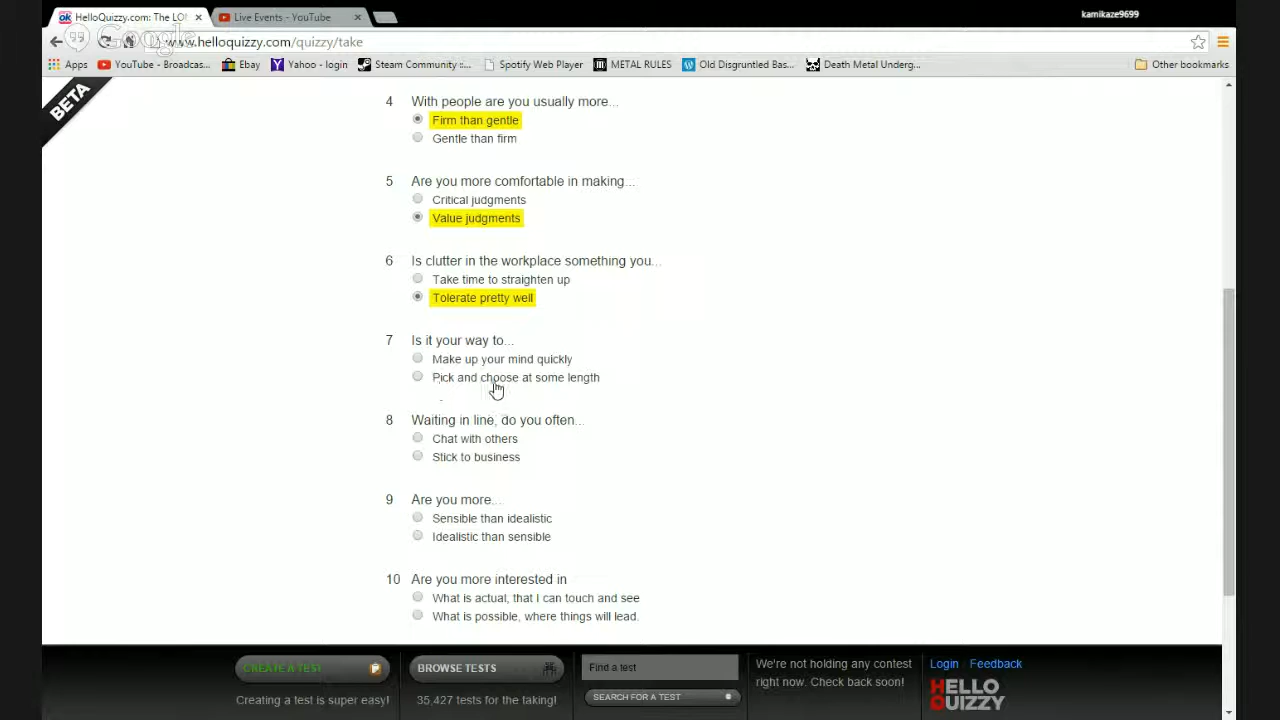 HelloQuizzy.com: The LO!
Live Events - YouTube
kamikaze9699
Google
www.helloquizzy.com/quizzy/take
Apps
YouTube - Broadcas...
Ebay
Yahoo - login
Steam Community :...
Spotify Web Player
METAL RULES
Old Disgruntled Bas...
Death Metal Underg...
Other bookmarks
BETA
4 With people are you usually more...
Firm than gentle
Gentle than firm
5 Are you more comfortable in making...
Critical judgments
Value judgments
6 Is clutter in the workplace something you...
Take time to straighten up
Tolerate pretty well
7 Is it your way to...
Make up your mind quickly
Pick and choose at some length
8 Waiting in line, do you often...
Chat with others
Stick to business
9 Are you more...
Sensible than idealistic
Idealistic than sensible
10 Are you more interested in
What is actual, that I can touch and see
What is possible, where things will lead.
CREATE A TEST
BROWSE TESTS
Find a test
We're not holding any contest
right now. Check back soon!
Login
Feedback
Creating a test is super easy!
35,427 tests for the taking!
SEARCH FOR A TEST
HELLO
QUIZZY